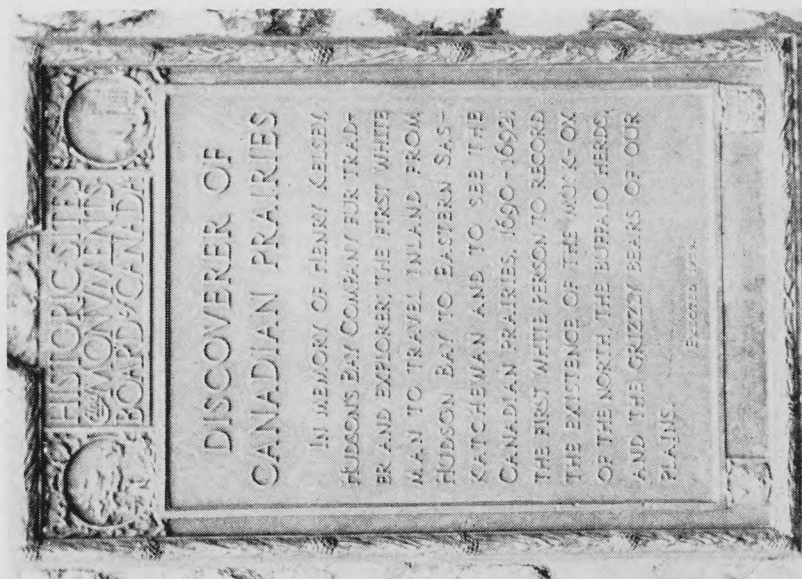 HISTORIC SITES
AND MONVMENTS
BOARD OF CANADA
DISCOVERER OF
CANADIAN PRAIRIES
IN MEMORY OF HENRY KELSEY,
HUDSON'S BAY COMPANY FUR TRAD-
ER AND EXPLORER; THE FIRST WHITE
MAN TO TRAVEL INLAND FROM
HUDSON BAY TO EASTERN SAS-
KATCHEWAN AND TO SEE THE
CANADIAN PRAIRIES, 1690-1692;
THE FIRST WHITE PERSON TO RECORD
THE EXISTENCE OF THE MUSK-OX
OF THE NORTH, THE BUFFALO HERDS,
AND THE GRIZZLY BEARS OF OUR
PLAINS.
ERECTED